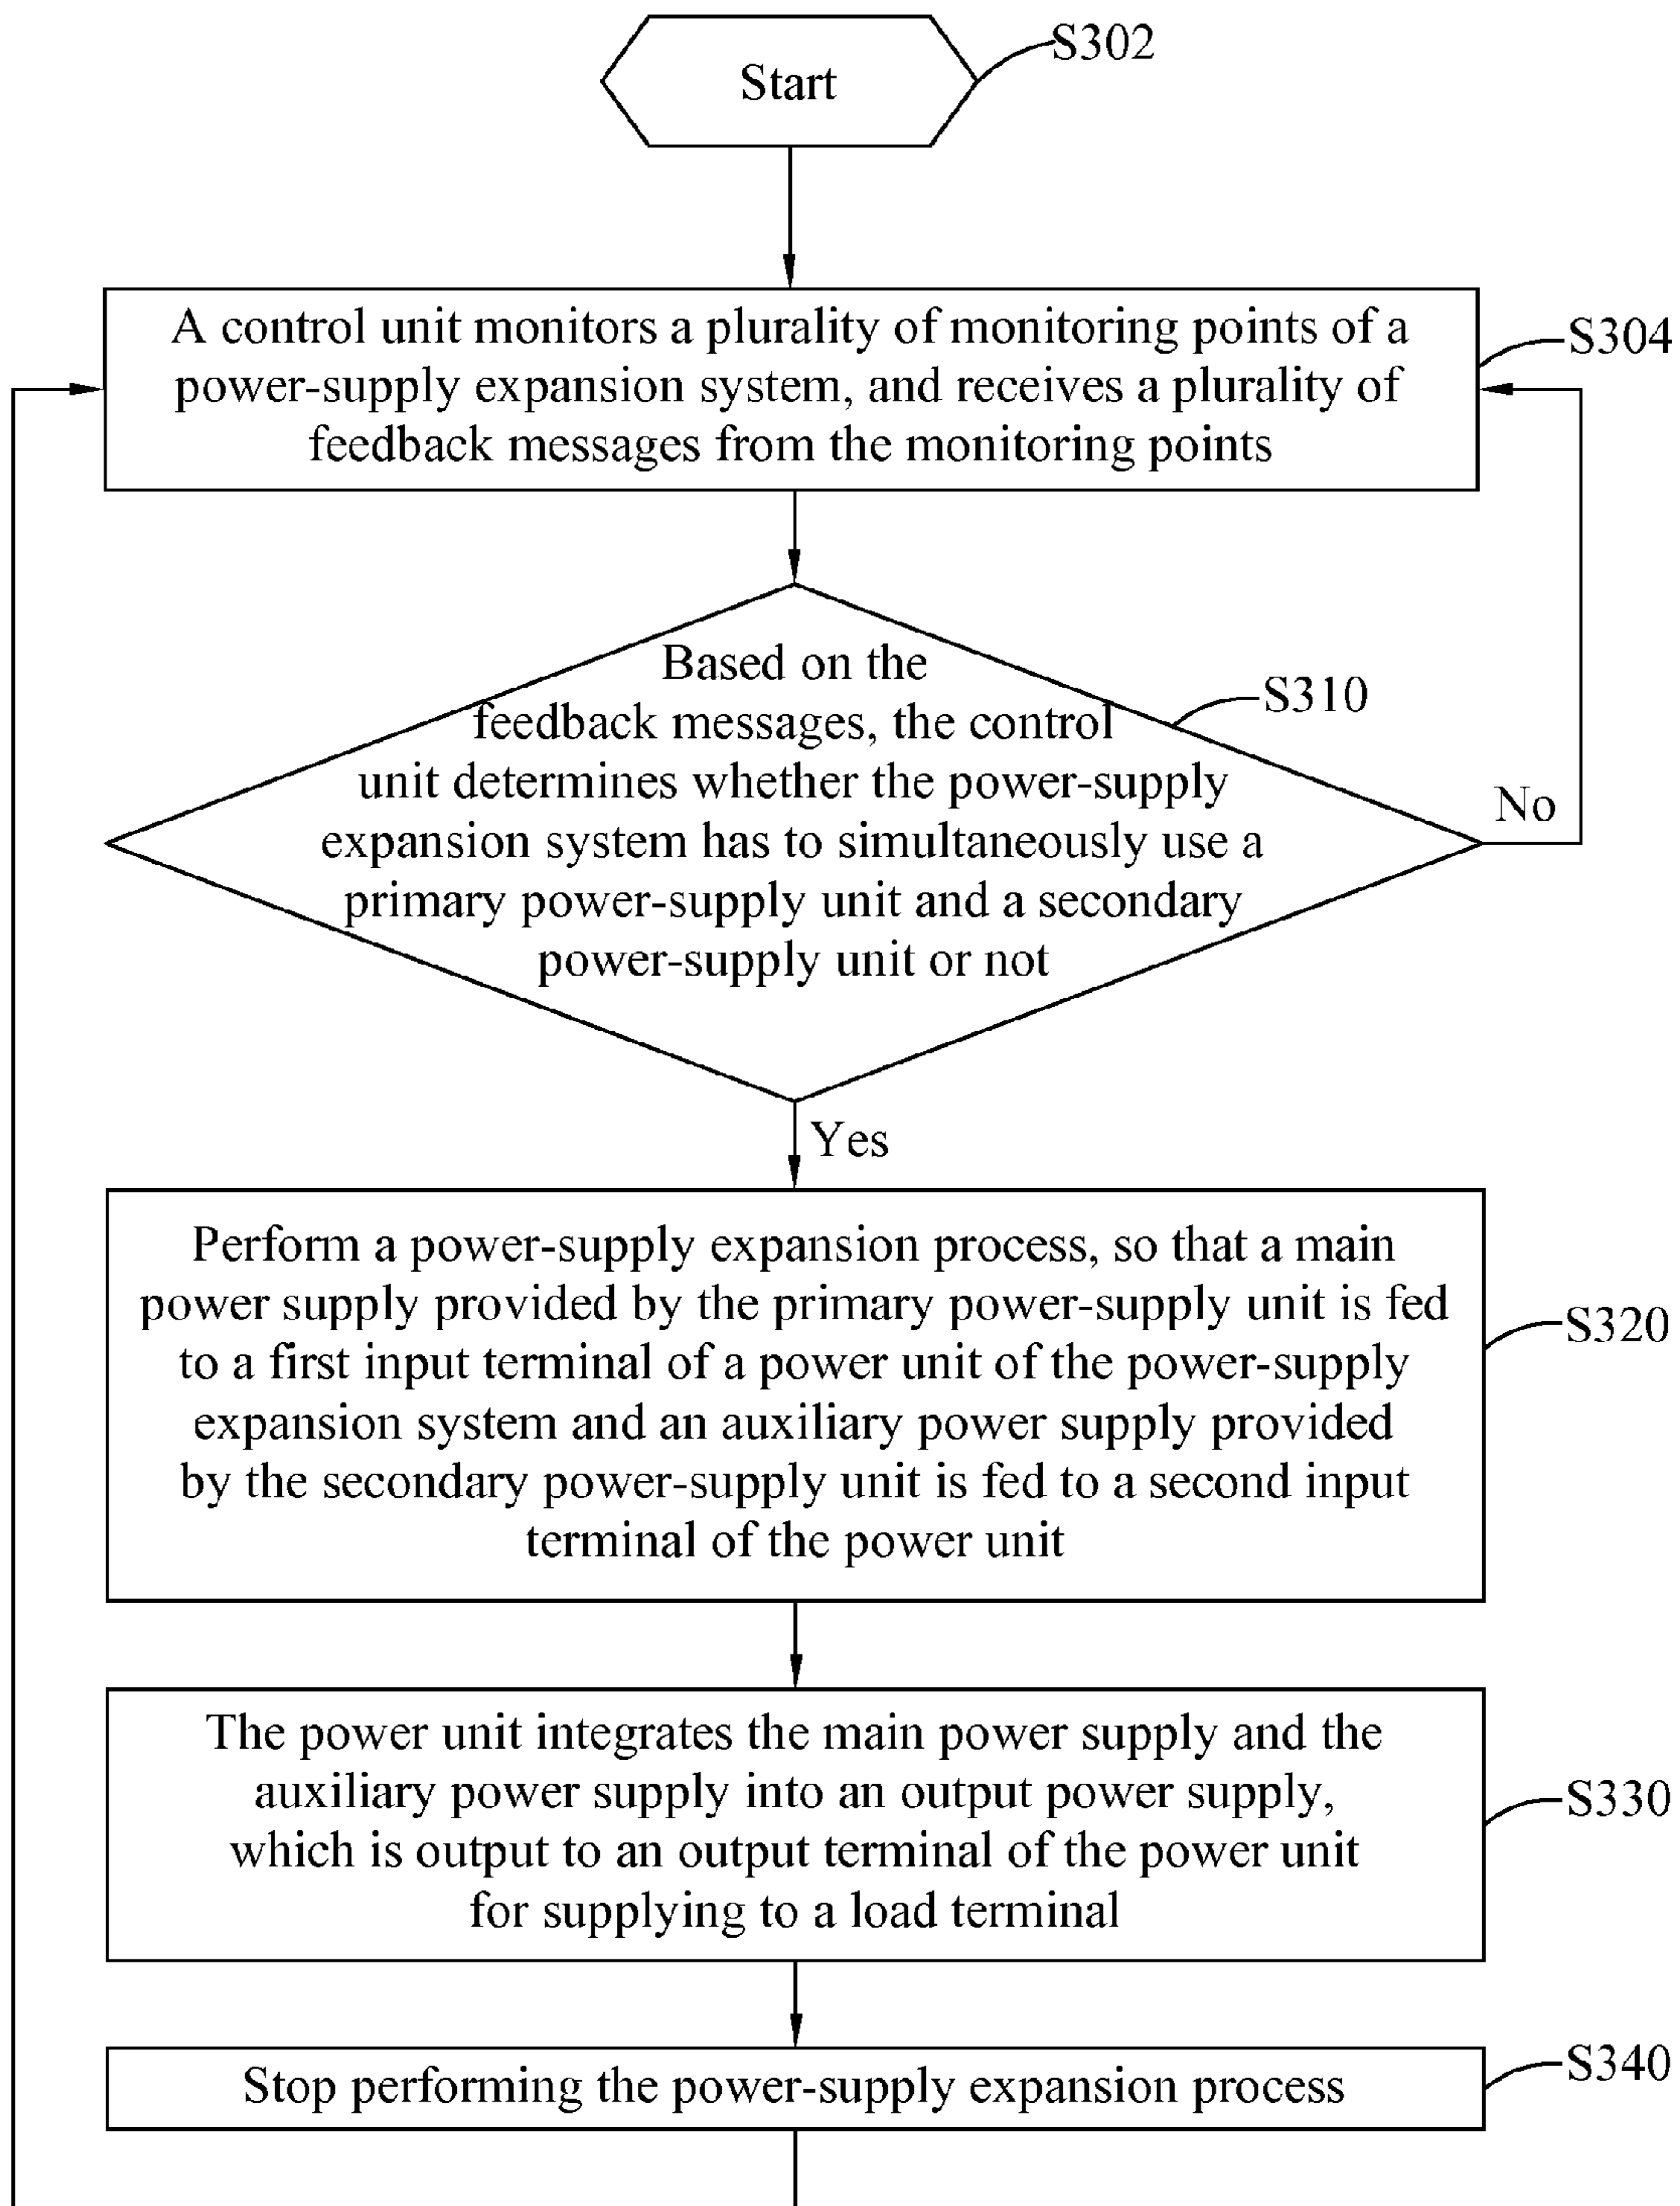 Start
S302
A control unit monitors a plurality of monitoring points of a
power-supply expansion system, and receives a plurality of
feedback messages from the monitoring points
S304
Based on the
feedback messages, the control
unit determines whether the power-supply
expansion system has to simultaneously use a
primary power-supply unit and a secondary
power-supply unit or not
S310
No
Yes
Perform a power-supply expansion process, so that a main
power supply provided by the primary power-supply unit is fed
to a first input terminal of a power unit of the power-supply
expansion system and an auxiliary power supply provided
by the secondary power-supply unit is fed to a second input
terminal of the power unit
S320
The power unit integrates the main power supply and the
auxiliary power supply into an output power supply,
which is output to an output terminal of the power unit
for supplying to a load terminal
S330
Stop performing the power-supply expansion process
S340